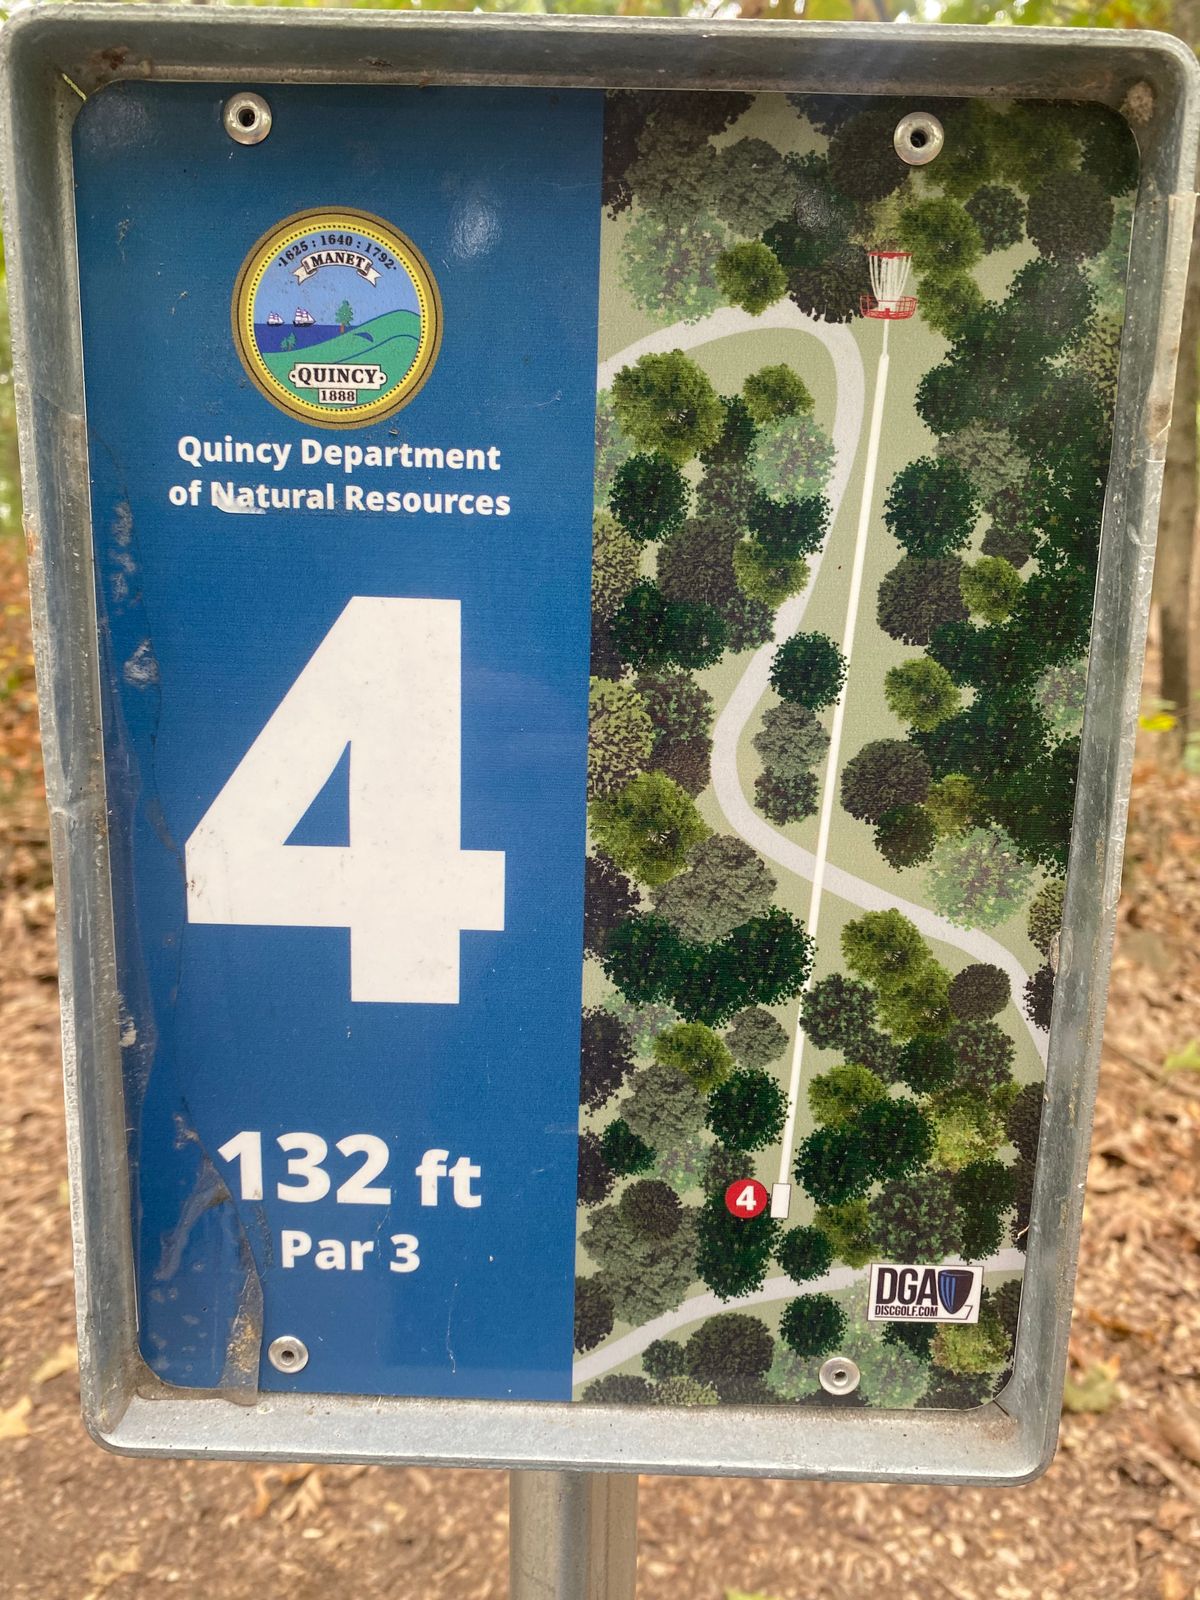 ·1625 : 1640 : 1792·
MANET
QUINCY
1888
Quincy Department
of Natural Resources
4
132 ft
Par 3
4
DGA
DISCGOLF.COM